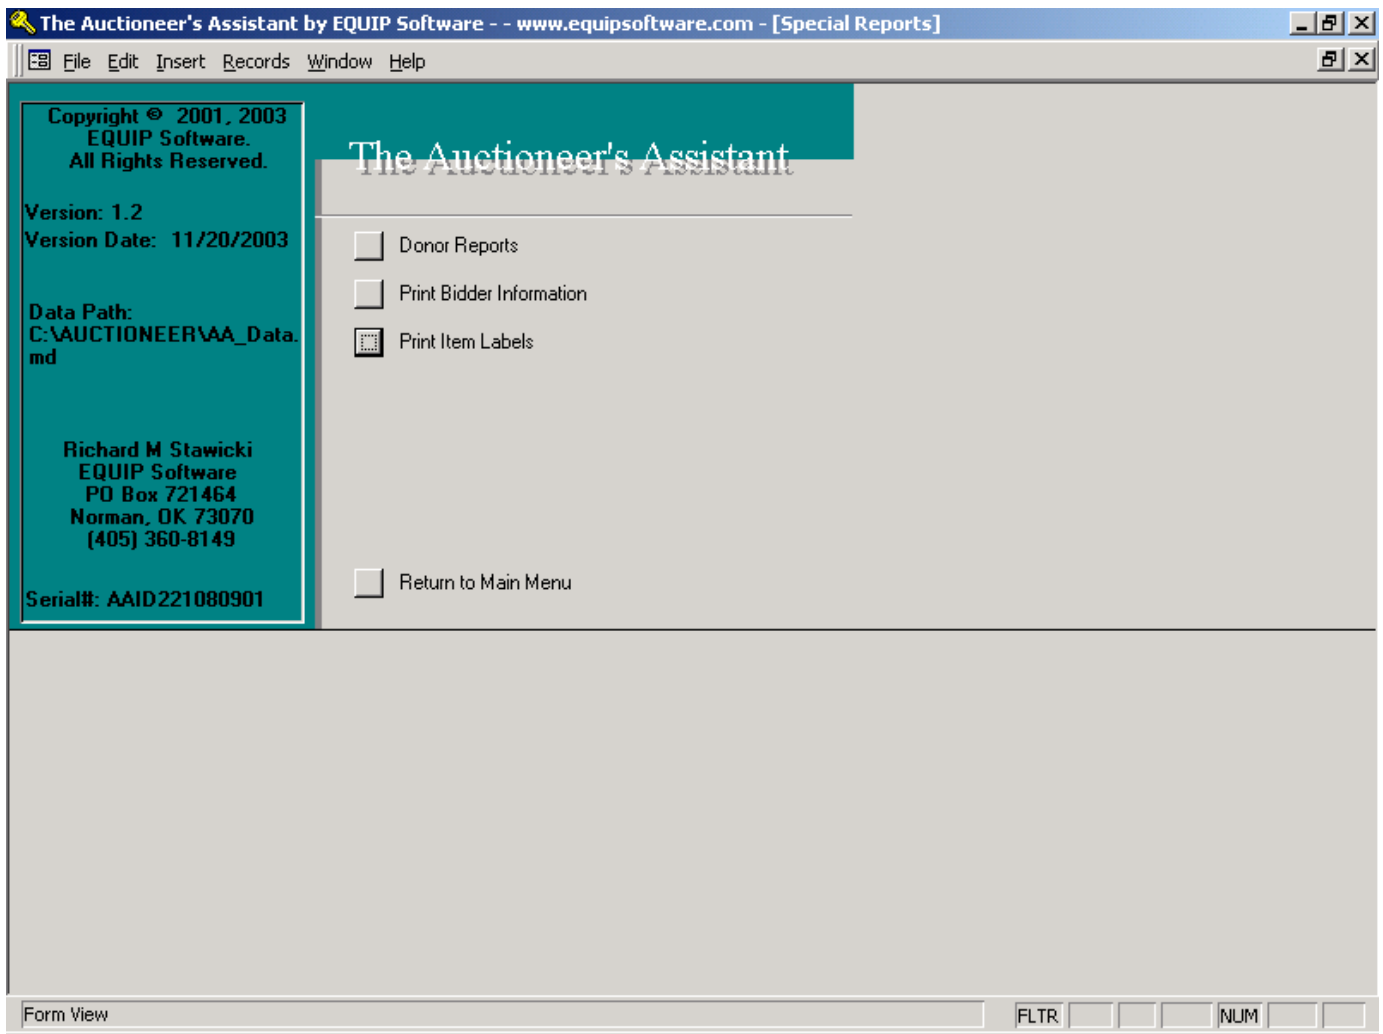 The Auctioneer's Assistant by EQUIP Software - - www.equipsoftware.com - [Special Reports]
File Edit Insert Records Window Help
Copyright © 2001, 2003
EQUIP Software.
All Rights Reserved.
Version: 1.2
Version Date: 11/20/2003
Data Path:
C:\AUCTIONEER\AA_Data.
md
Richard M Stawicki
EQUIP Software
PO Box 721464
Norman, OK 73070
(405) 360-8149
Serial#: AAID221080901
The Auctioneer's Assistant
Donor Reports
Print Bidder Information
Print Item Labels
Return to Main Menu
Form View
FLTR
NUM